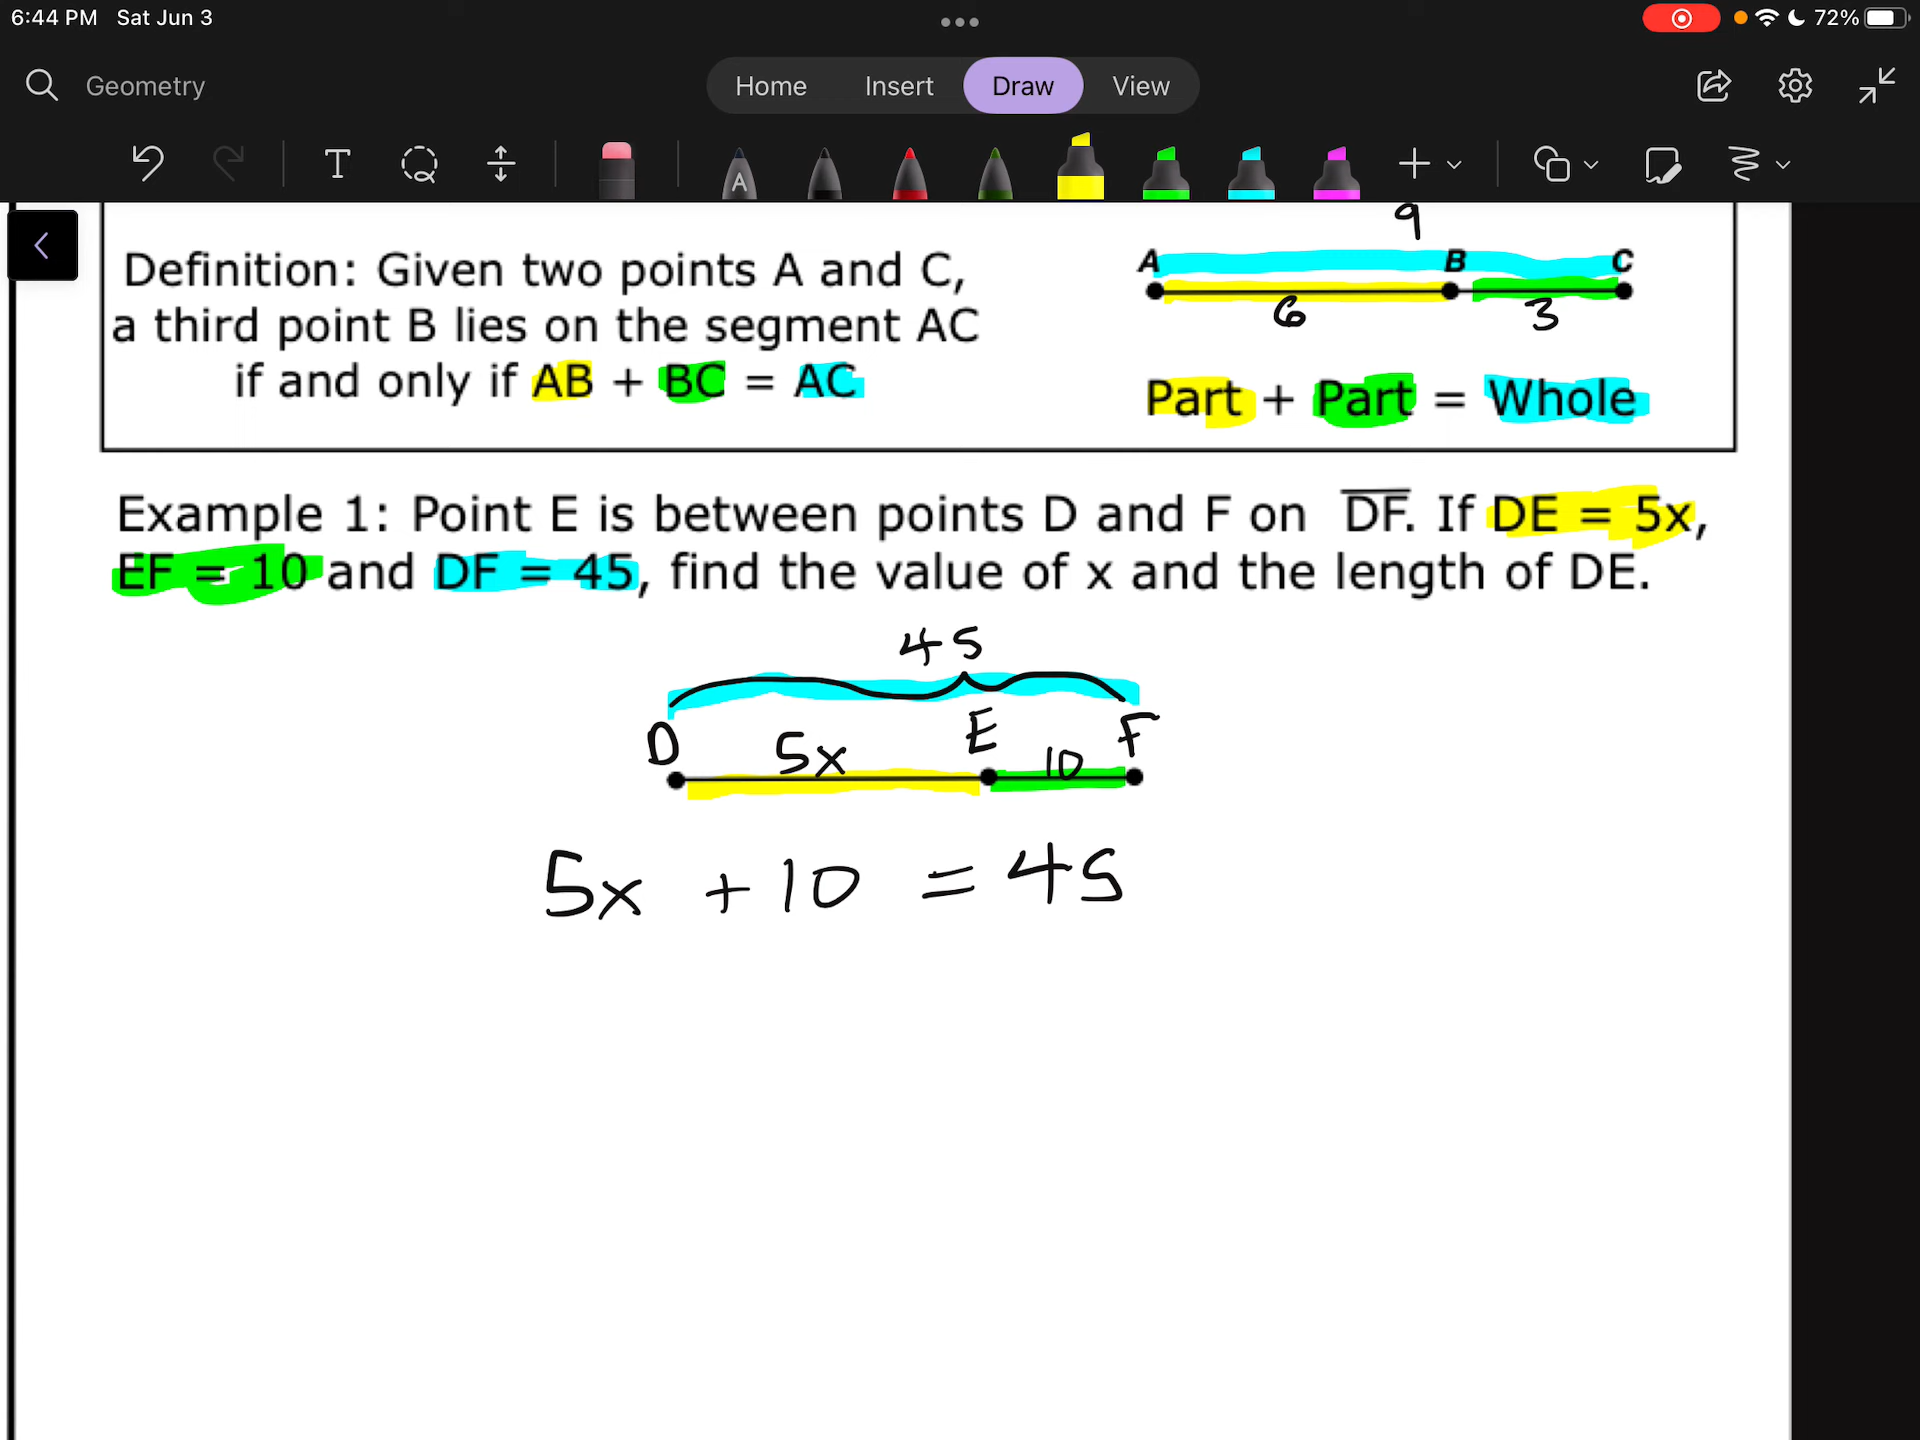 6:44 PM Sat Jun 3
72%
Geometry
Home Insert Draw View
T
A
9
A B C
6 3
Definition: Given two points A and C,
a third point B lies on the segment AC
if and only if AB + BC = AC
Part + Part = Whole
Example 1: Point E is between points D and F on DF. If DE = 5x,
EF = 10 and DF = 45, find the value of x and the length of DE.
45
D 5x E 10 F
5x + 10 = 45